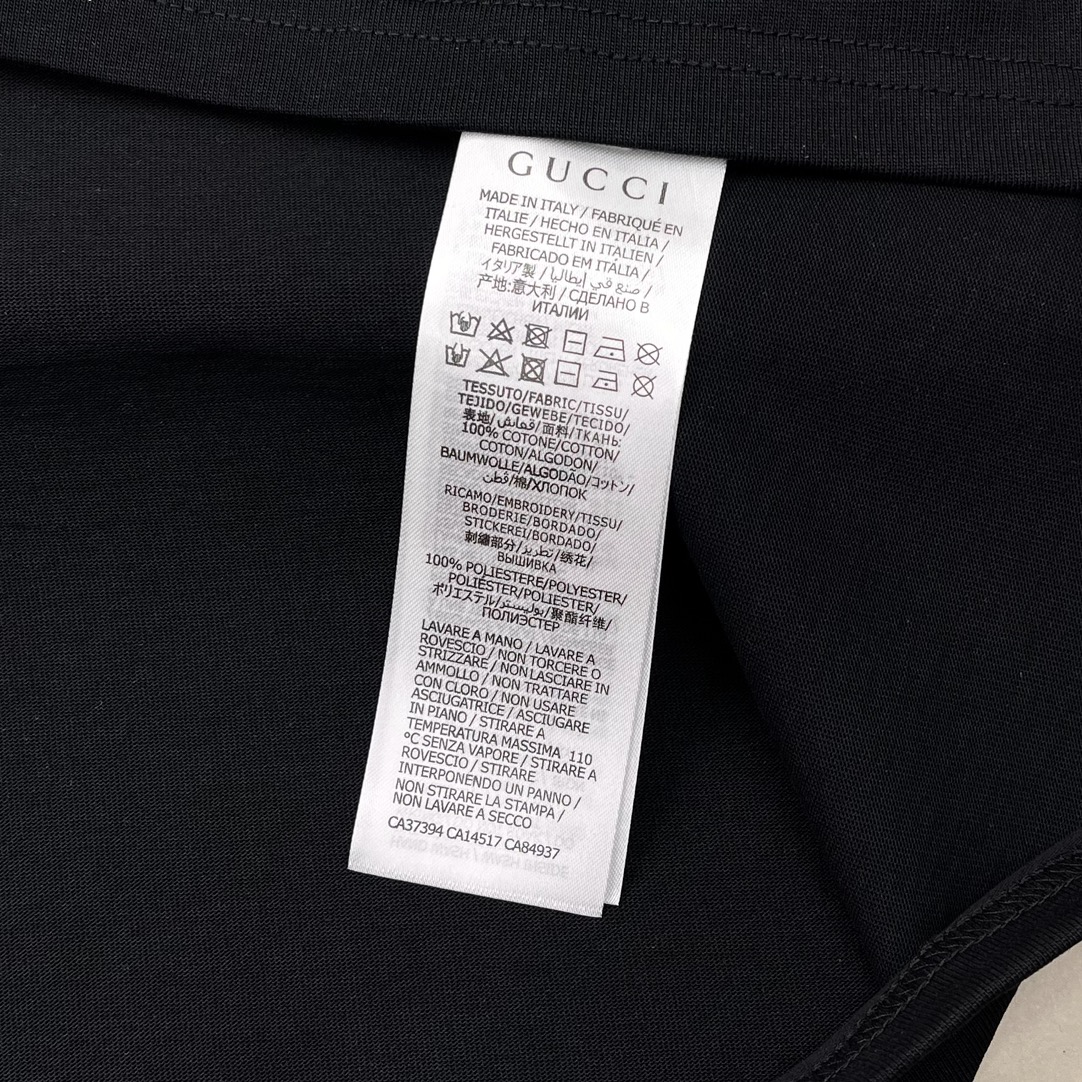 GUCCI
MADE IN ITALY / FABRIQUÉ EN
ITALIE / HECHO EN ITALIA /
HERGESTELLT IN ITALIEN /
FABRICADO EM ITÁLIA /
イタリア製 / صنع في إيطاليا /
产地:意大利 / СДЕЛАНО В
ИТАЛИИ
TESSUTO/FABRIC/TISSU/
TEJIDO/GEWEBE/TECIDO/
表地/قماش/面料/ТКАНЬ:
100% COTONE/COTTON/
COTON/ALGODON/
BAUMWOLLE/ALGODÃO/コットン/
قطن/棉/ХЛОПОК
RICAMO/EMBROIDERY/TISSU/
BRODERIE/BORDADO/
STICKEREI/BORDADO/
刺繍部分/تطريز/绣花/
ВЫШИВКА
100% POLIESTERE/POLYESTER/
POLIÉSTER/POLIESTER/
ポリエステル/بوليستر/聚酯纤维/
ПОЛИЭСТЕР
LAVARE A MANO / LAVARE A
ROVESCIO / NON TORCERE O
STRIZZARE / NON LASCIARE IN
AMMOLLO / NON TRATTARE
CON CLORO / NON USARE
ASCIUGATRICE / ASCIUGARE
IN PIANO / STIRARE A
TEMPERATURA MASSIMA 110
°C SENZA VAPORE / STIRARE A
ROVESCIO / STIRARE
INTERPONENDO UN PANNO /
NON STIRARE LA STAMPA /
NON LAVARE A SECCO
CA37394 CA14517 CA84937